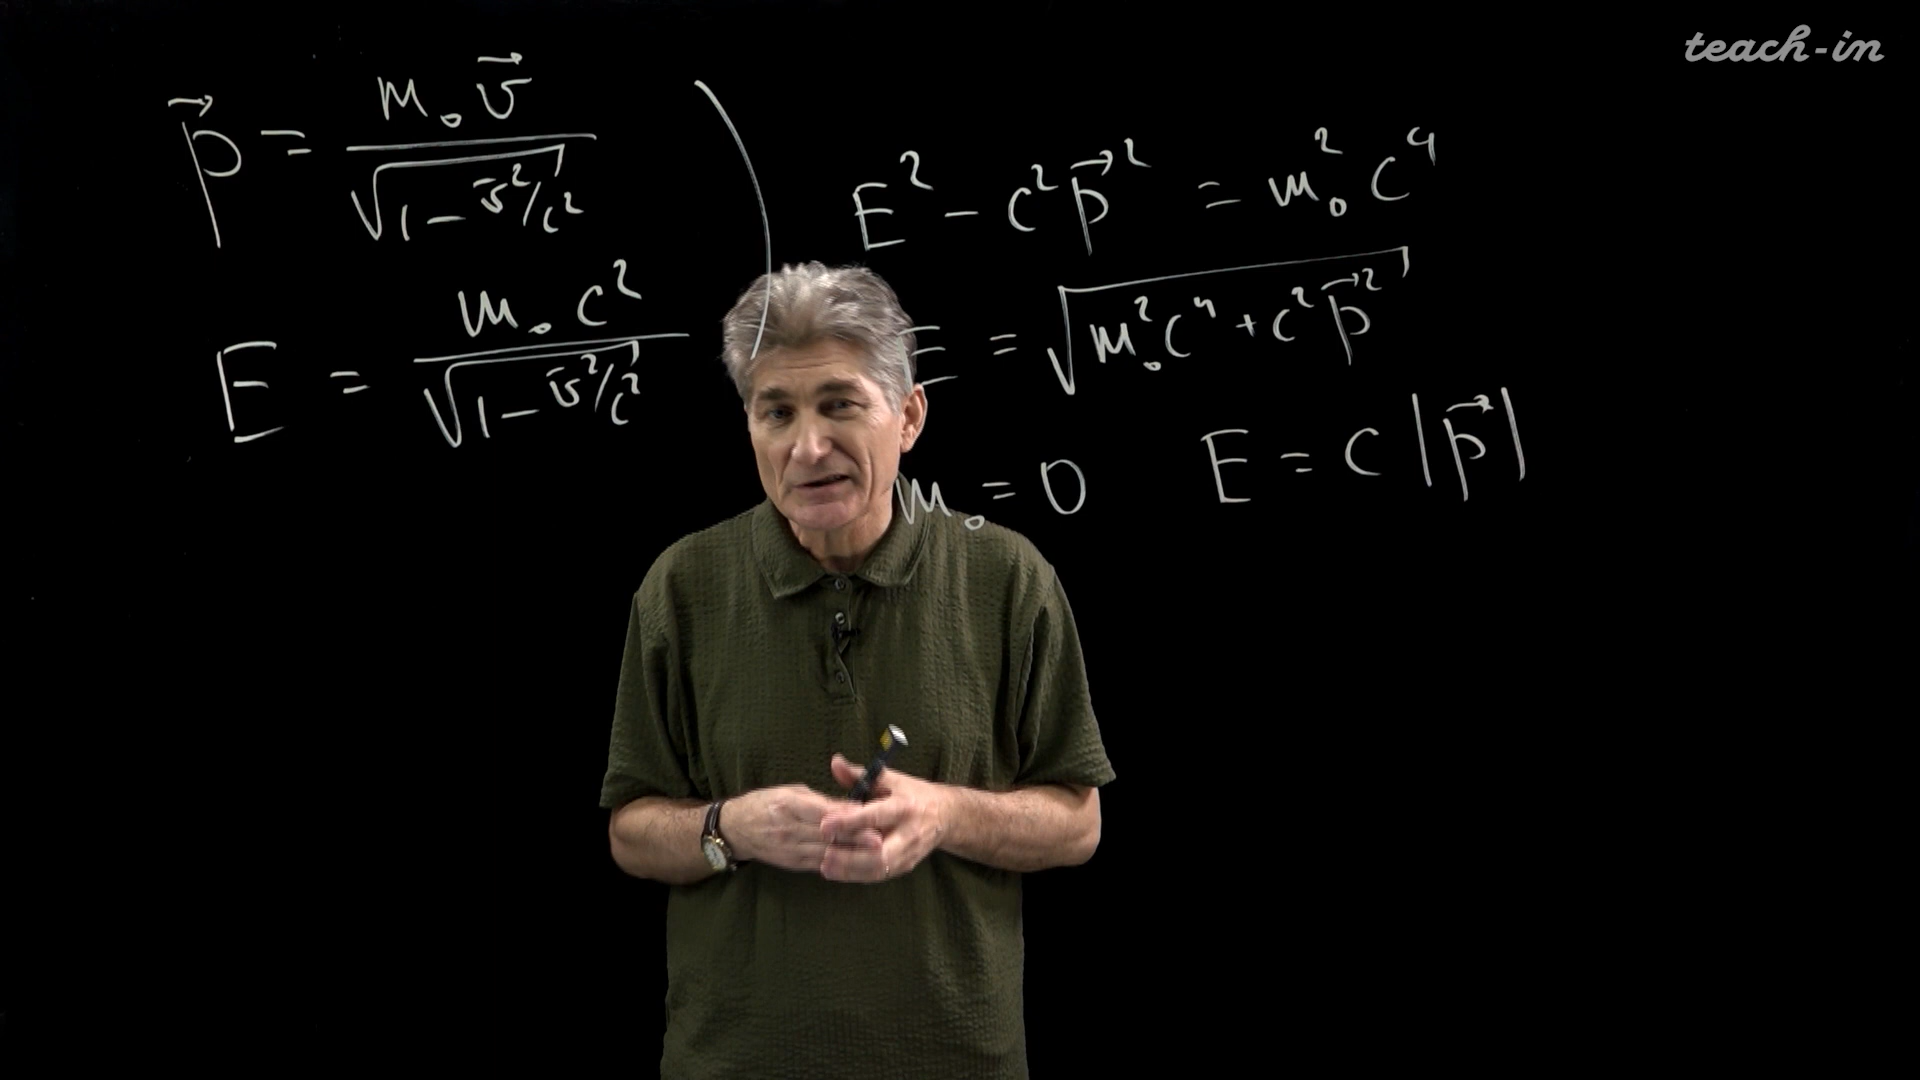 teach-in
p⃗ = m₀v⃗ / √(1 − v⃗²/c²)
E = m₀c² / √(1 − v⃗²/c²)
E² − c²p⃗² = m₀²c⁴
E = √(m₀²c⁴ + c²p⃗²)
m₀ = 0 E = c|p⃗|